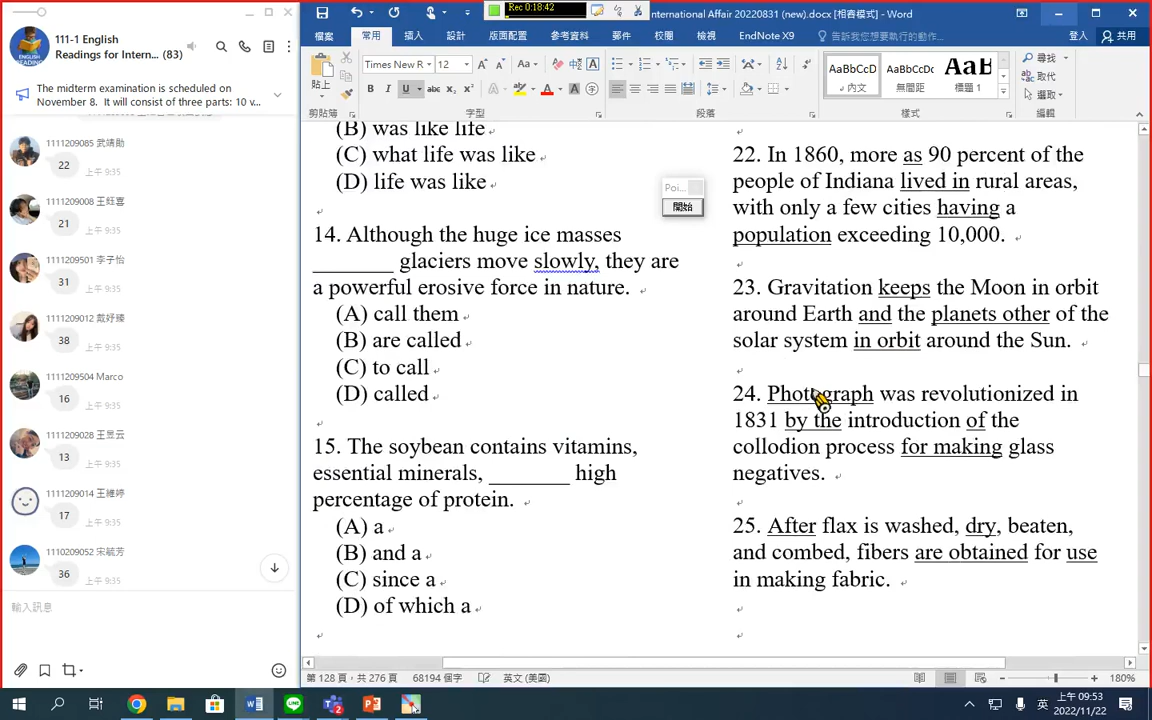 Rec 0:18:42
nternational Affair 20220831 (new).docx [相容模式] - Word
111-1 English
Readings for Intern... (83)
The midterm examination is scheduled on
November 8. It will consist of three parts: 10 v...
檔案
常用
插入
設計
版面配置
參考資料
郵件
校閱
檢視
EndNote X9
告訴我您想要執行的動作...
登入
共用
貼上
Times New R
12
剪貼簿
字型
段落
樣式
AaBbCcD
AaBbCcDc
AaB
內文
無間距
標題 1
尋找
取代
選取
1111209085 武靖勛
22
上午 9:35
1111209008 王鈺喜
21
上午 9:35
1111209501 李子怡
31
上午 9:35
1111209012 戴妤臻
38
上午 9:35
1111209504 Marco
16
上午 9:35
1111209028 王昱云
13
上午 9:35
1111209014 王維婷
17
上午 9:35
1110209052 宋毓芳
36
上午 9:35
輸入訊息
(B) was like life
(C) what life was like
(D) life was like
14. Although the huge ice masses
_______ glaciers move slowly, they are
a powerful erosive force in nature.
(A) call them
(B) are called
(C) to call
(D) called
15. The soybean contains vitamins,
essential minerals, _______ high
percentage of protein.
(A) a
(B) and a
(C) since a
(D) of which a
Poi...
開始
22. In 1860, more as 90 percent of the
people of Indiana lived in rural areas,
with only a few cities having a
population exceeding 10,000.
23. Gravitation keeps the Moon in orbit
around Earth and the planets other of the
solar system in orbit around the Sun.
24. Photograph was revolutionized in
1831 by the introduction of the
collodion process for making glass
negatives.
25. After flax is washed, dry, beaten,
and combed, fibers are obtained for use
in making fabric.
第 128 頁，共 276 頁
68194 個字
英文 (美國)
180%
英
上午 09:53
2022/11/22